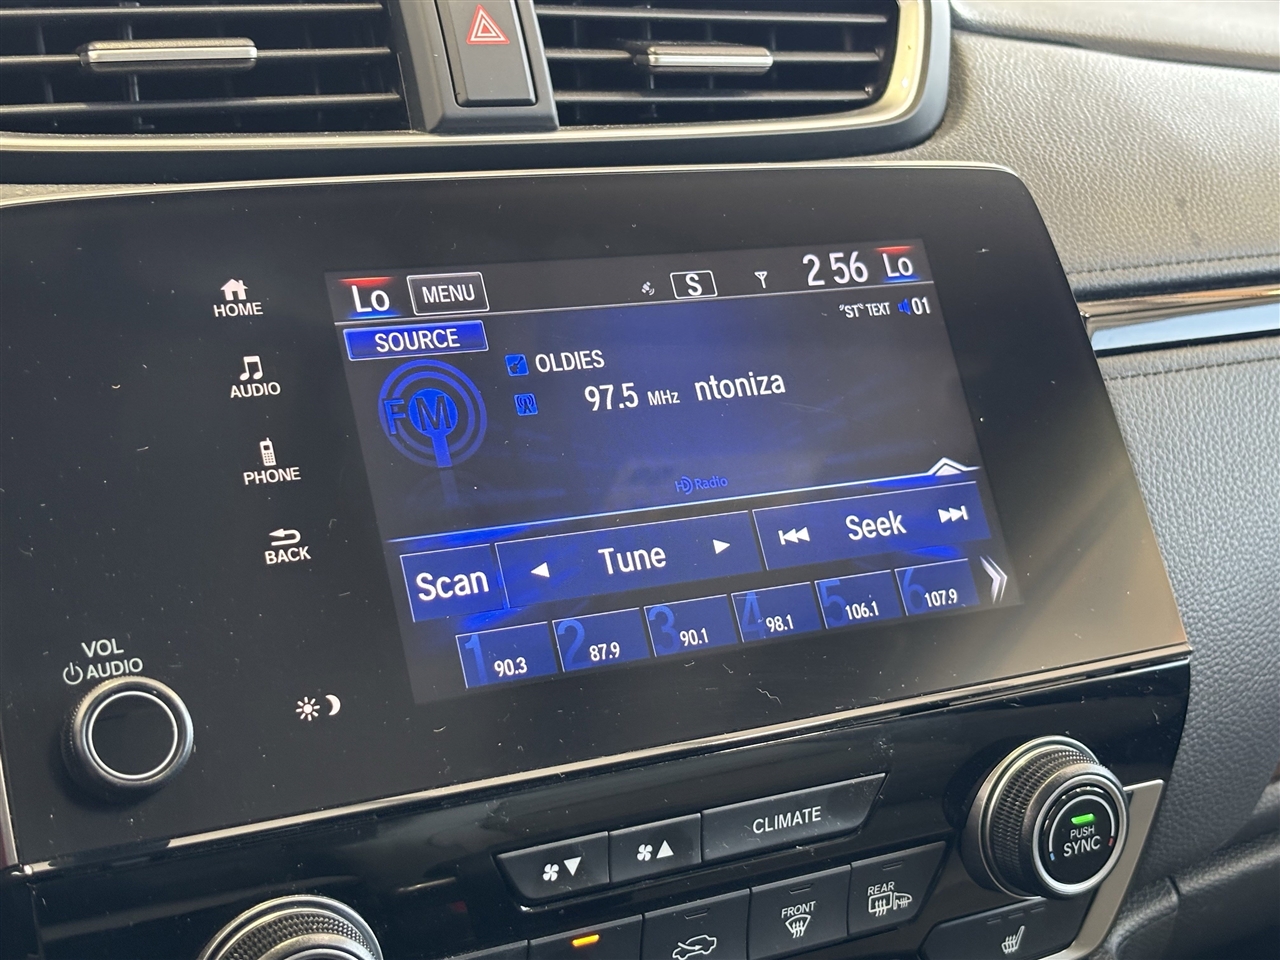 HOME
AUDIO
PHONE
BACK
VOL
AUDIO
Lo
MENU
S
2 56
Lo
SOURCE
"ST" TEXT
01
FM
OLDIES
97.5 MHz ntoniza
HD Radio
Scan
Tune
Seek
1 90.3
2 87.9
3 90.1
4 98.1
5 106.1
6 107.9
CLIMATE
PUSH
SYNC
FRONT
REAR